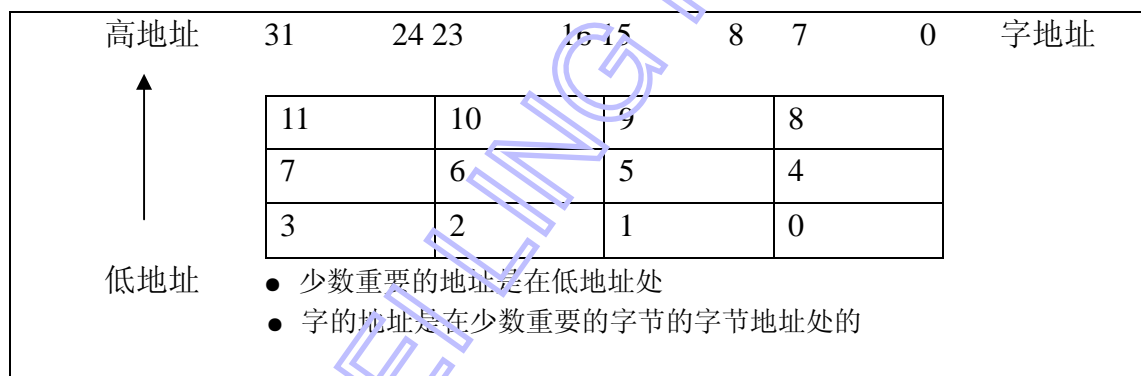 高地址 31 24 23 16 15 8 7 0 字地址
11 10 9 8
7 6 5 4
3 2 1 0
低地址 ● 少数重要的地址是在低地址处
● 字的地址是在少数重要的字节的字节地址处的
EI LING